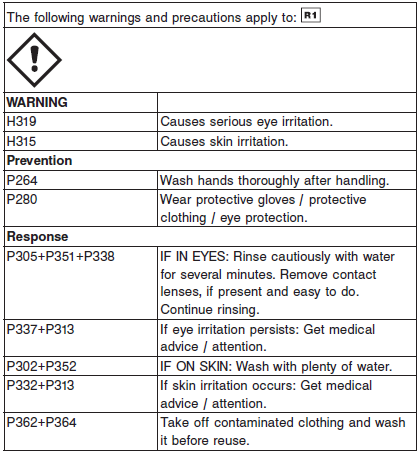 The following warnings and precautions apply to: R1
WARNING
H319 Causes serious eye irritation.
H315 Causes skin irritation.
Prevention
P264 Wash hands thoroughly after handling.
P280 Wear protective gloves / protective
clothing / eye protection.
Response
P305+P351+P338 IF IN EYES: Rinse cautiously with water
for several minutes. Remove contact
lenses, if present and easy to do.
Continue rinsing.
P337+P313 If eye irritation persists: Get medical
advice / attention.
P302+P352 IF ON SKIN: Wash with plenty of water.
P332+P313 If skin irritation occurs: Get medical
advice / attention.
P362+P364 Take off contaminated clothing and wash
it before reuse.